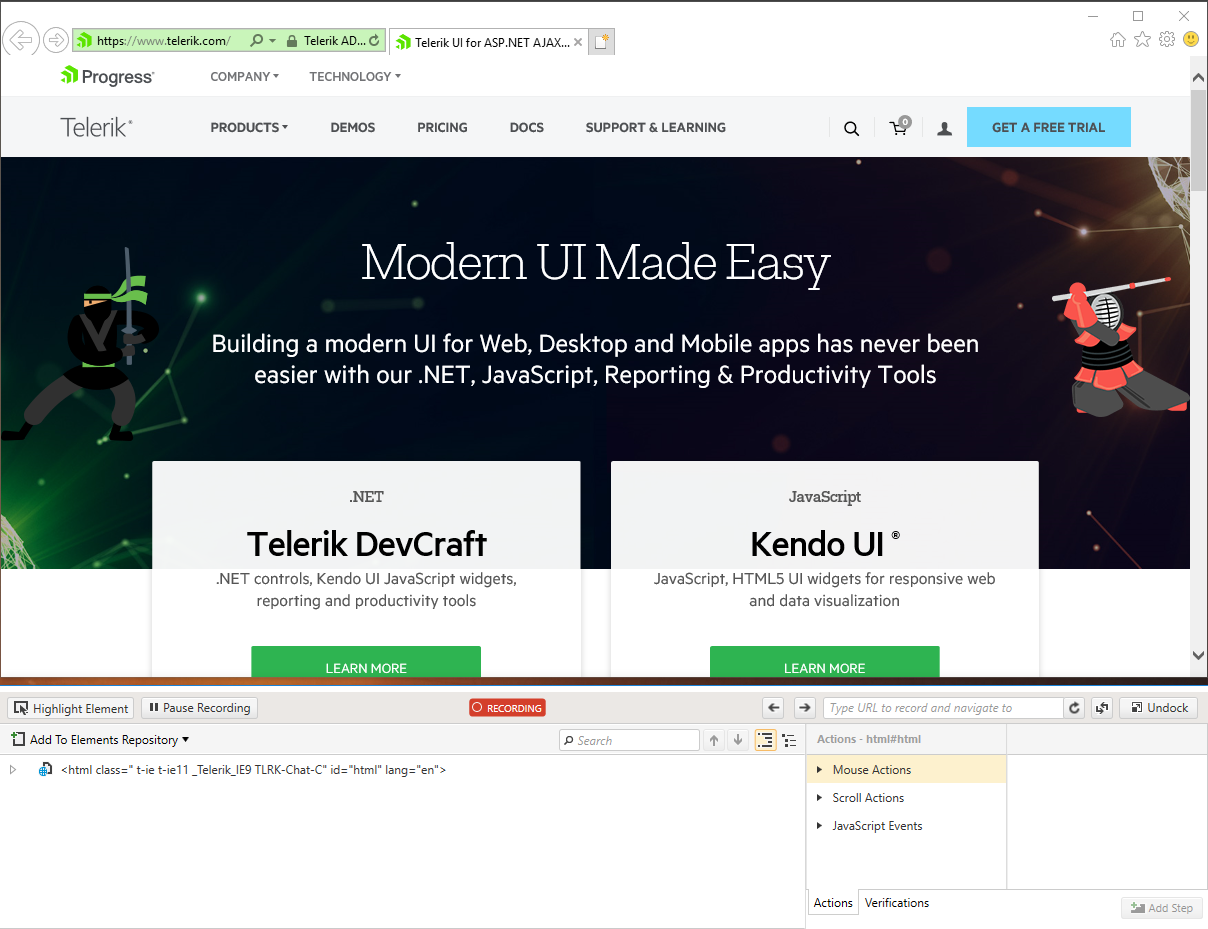 https://www.telerik.com/
Telerik AD...
Telerik UI for ASP.NET AJAX...
Progress®
COMPANY
TECHNOLOGY
Telerik®
PRODUCTS
DEMOS
PRICING
DOCS
SUPPORT & LEARNING
0
GET A FREE TRIAL
Modern UI Made Easy
Building a modern UI for Web, Desktop and Mobile apps has never been
easier with our .NET, JavaScript, Reporting & Productivity Tools
.NET
Telerik DevCraft
.NET controls, Kendo UI JavaScript widgets,
reporting and productivity tools
LEARN MORE
JavaScript
Kendo UI ®
JavaScript, HTML5 UI widgets for responsive web
and data visualization
LEARN MORE
Highlight Element
Pause Recording
RECORDING
Type URL to record and navigate to
Undock
Add To Elements Repository
Search
Actions - html#html
<html class=" t-ie t-ie11 _Telerik_IE9 TLRK-Chat-C" id="html" lang="en">
Mouse Actions
Scroll Actions
JavaScript Events
Actions
Verifications
Add Step